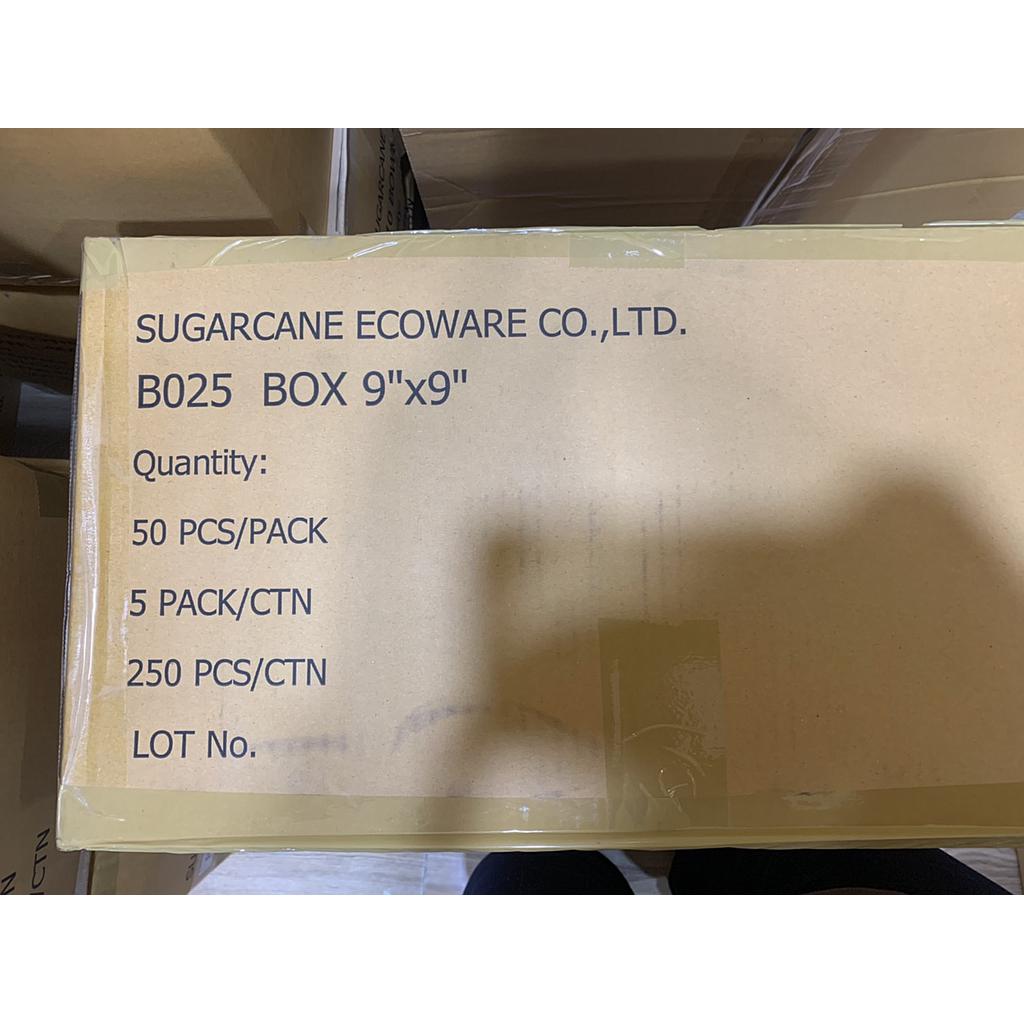 SUGARCANE ECOWARE CO.,LTD.
B025 BOX 9"x9"
Quantity:
50 PCS/PACK
5 PACK/CTN
250 PCS/CTN
LOT No.